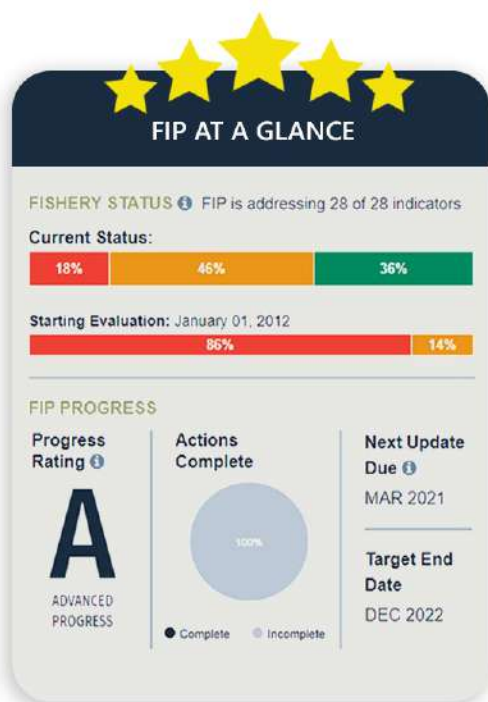 FIP AT A GLANCE
FISHERY STATUS FIP is addressing 28 of 28 indicators
Current Status:
18% 46% 36%
Starting Evaluation: January 01, 2012
86% 14%
FIP PROGRESS
Progress
Rating
A
ADVANCED
PROGRESS
Actions
Complete
100%
Complete Incomplete
Next Update
Due
MAR 2021
Target End
Date
DEC 2022